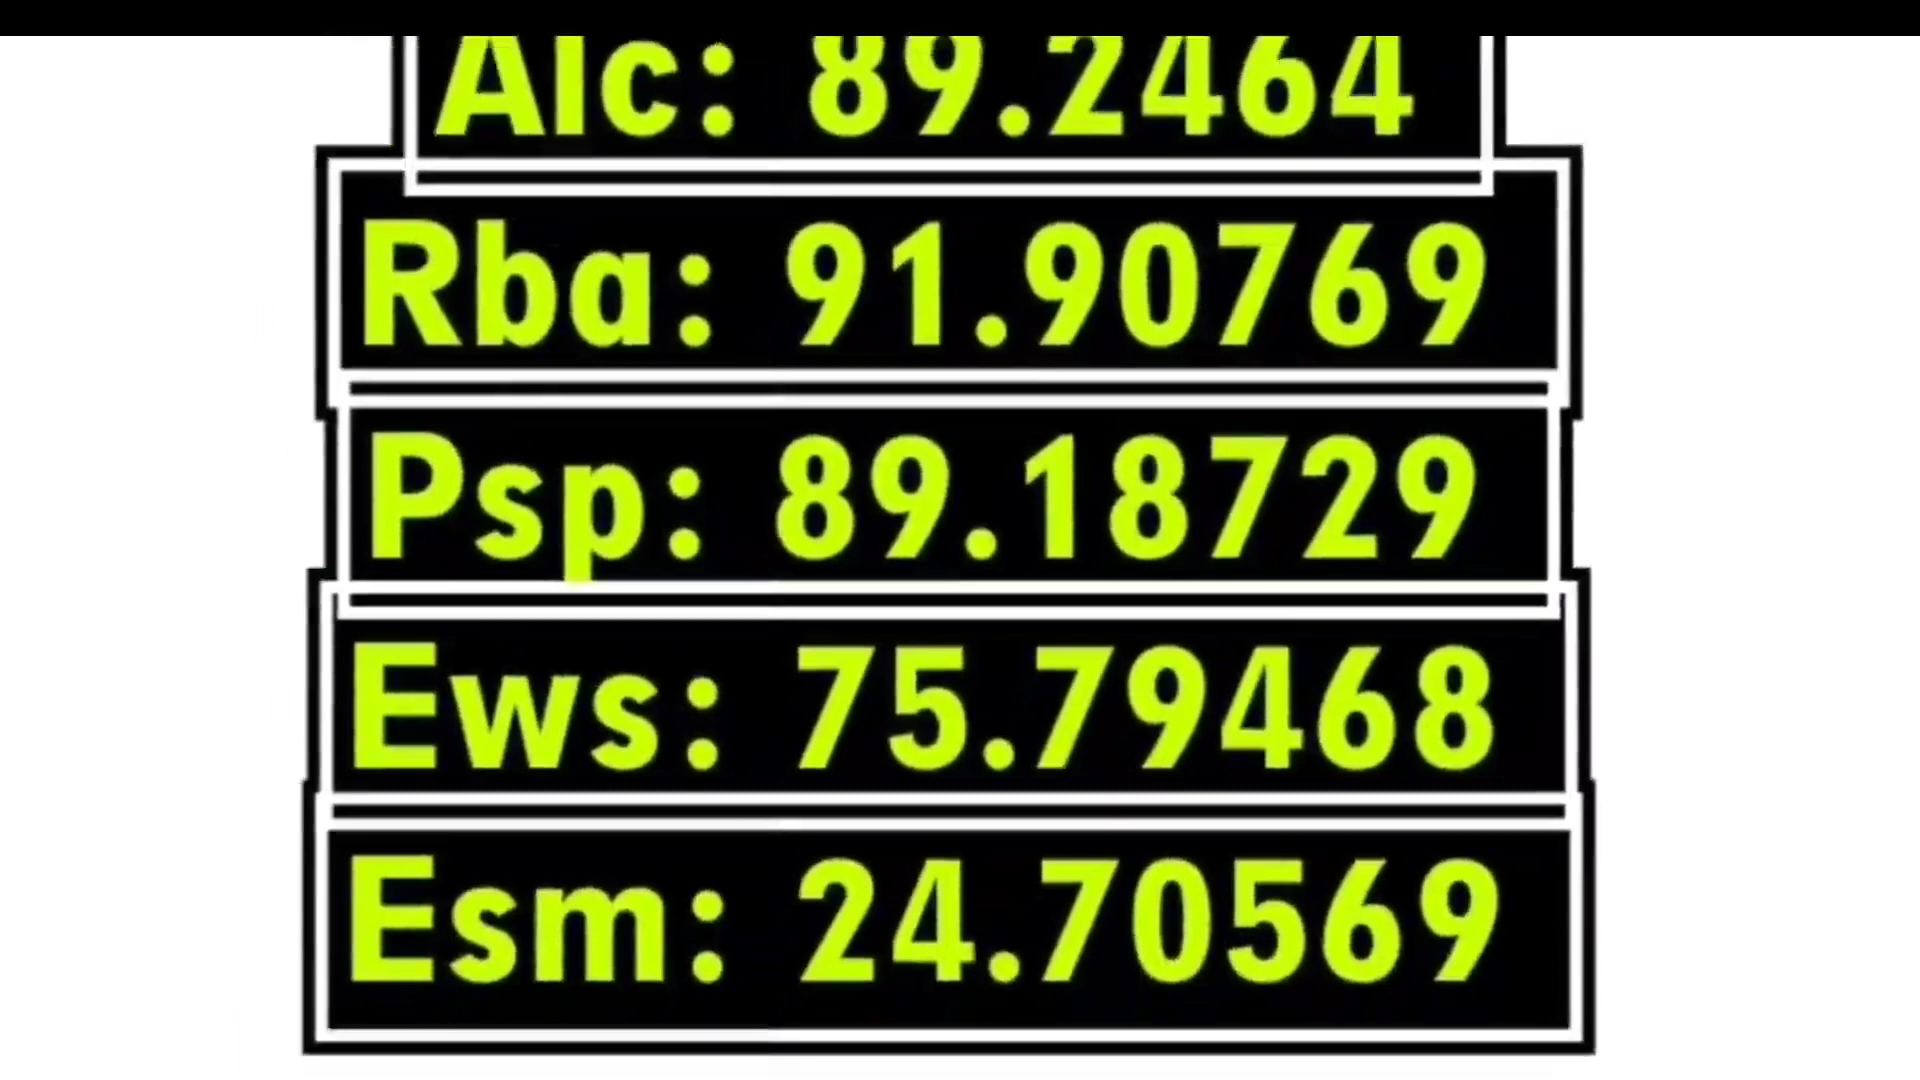 Alc: 89.2464
Rba: 91.90769
Psp: 89.18729
Ews: 75.79468
Esm: 24.70569